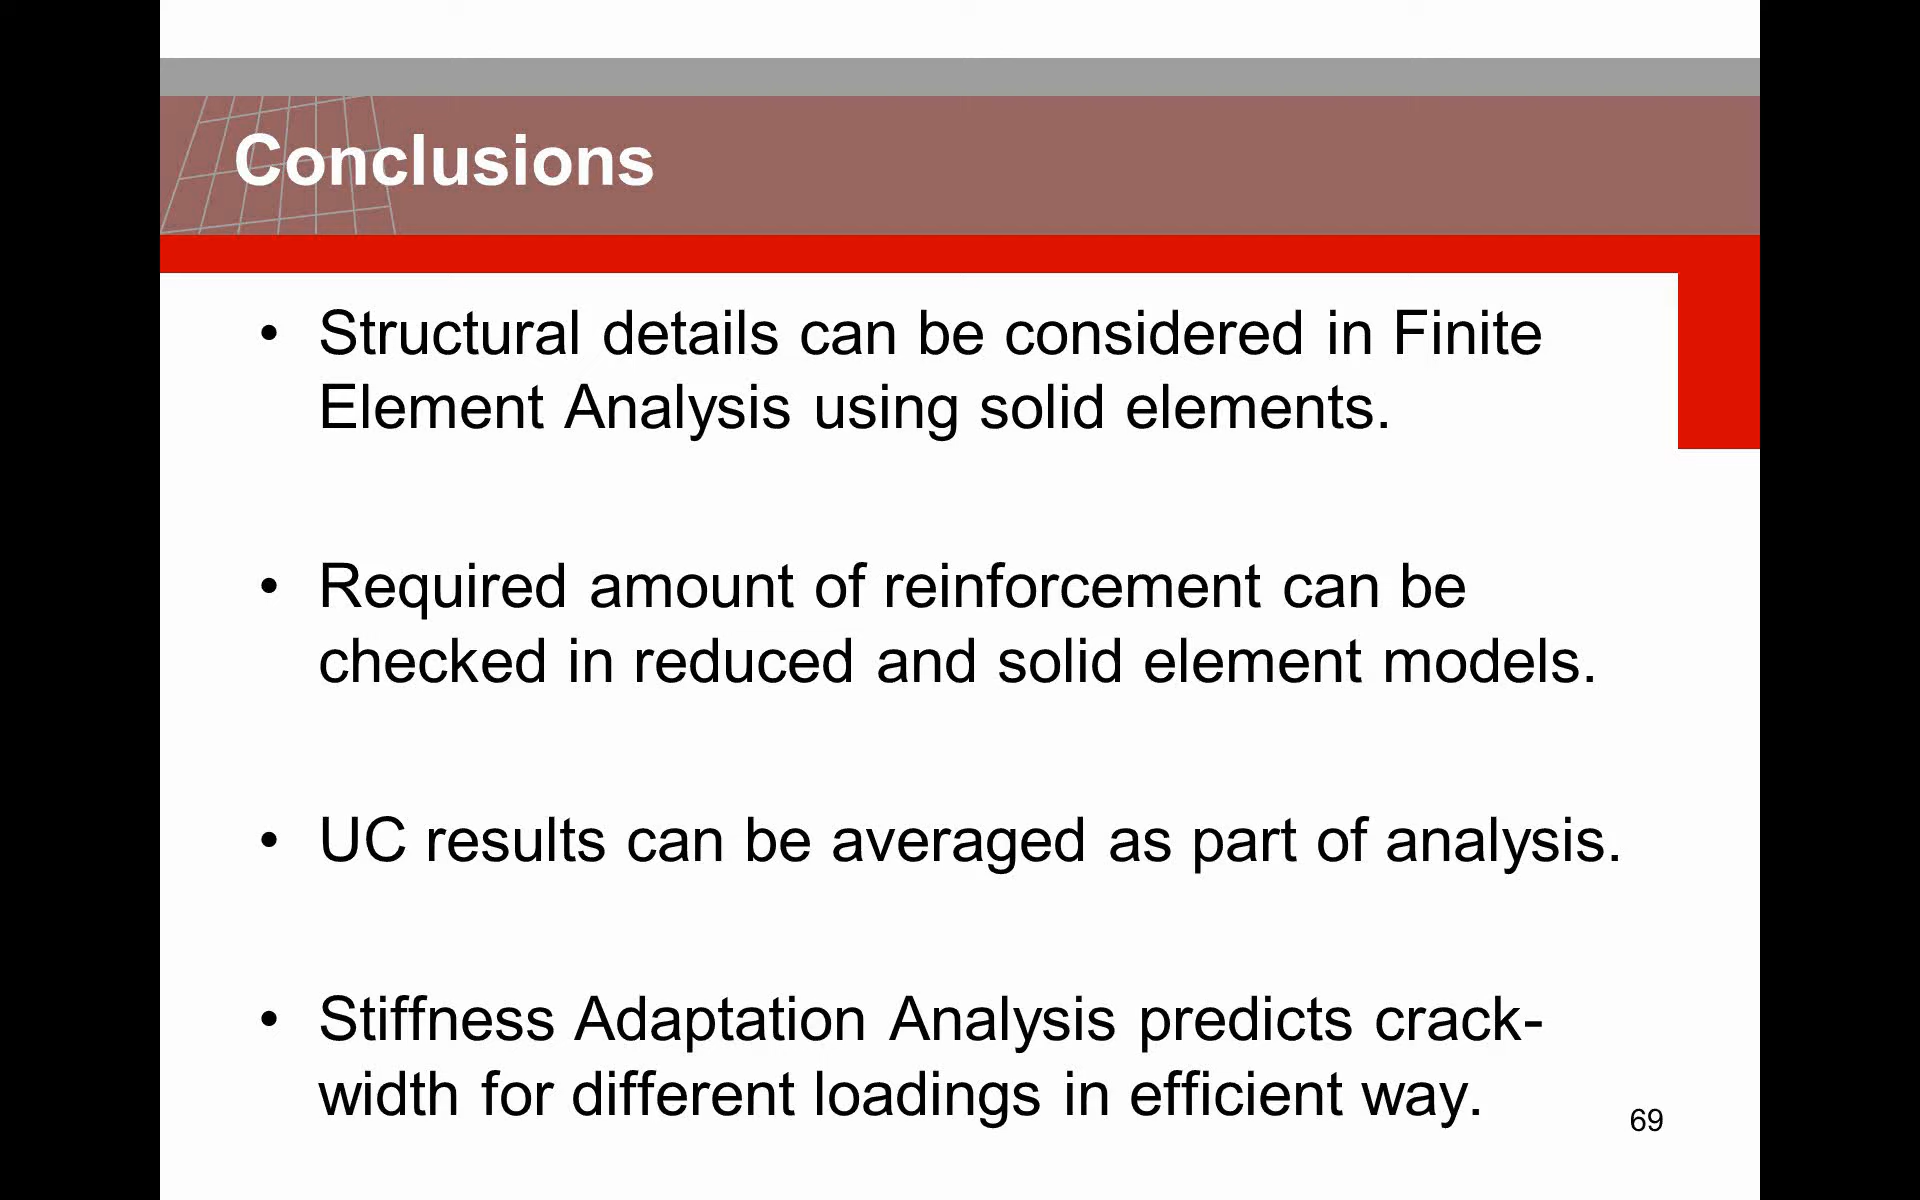 Conclusions
• Structural details can be considered in Finite
Element Analysis using solid elements.
• Required amount of reinforcement can be
checked in reduced and solid element models.
• UC results can be averaged as part of analysis.
• Stiffness Adaptation Analysis predicts crack-
width for different loadings in efficient way.
69